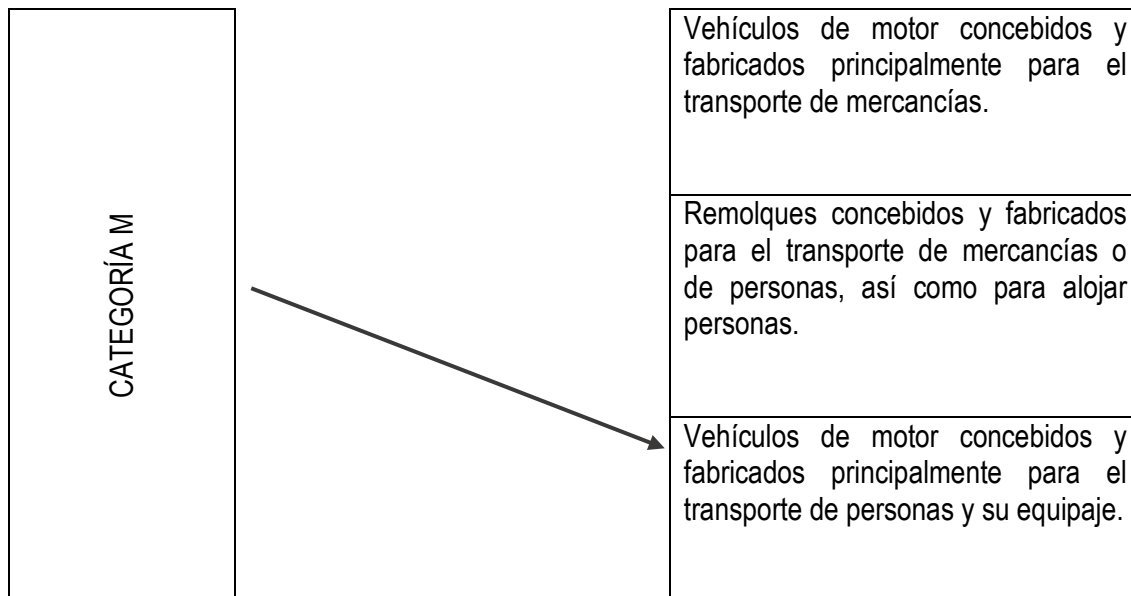 CATEGORÍA M
Vehículos de motor concebidos y
fabricados principalmente para el
transporte de mercancías.
Remolques concebidos y fabricados
para el transporte de mercancías o
de personas, así como para alojar
personas.
Vehículos de motor concebidos y
fabricados principalmente para el
transporte de personas y su equipaje.